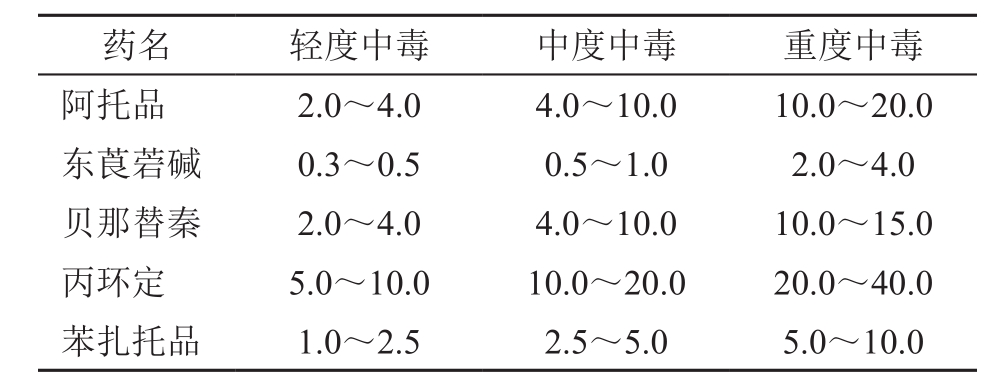 药名 轻度中毒 中度中毒 重度中毒
阿托品 2.0～4.0 4.0～10.0 10.0～20.0
东莨菪碱 0.3～0.5 0.5～1.0 2.0～4.0
贝那替秦 2.0～4.0 4.0～10.0 10.0～15.0
丙环定 5.0～10.0 10.0～20.0 20.0～40.0
苯扎托品 1.0～2.5 2.5～5.0 5.0～10.0